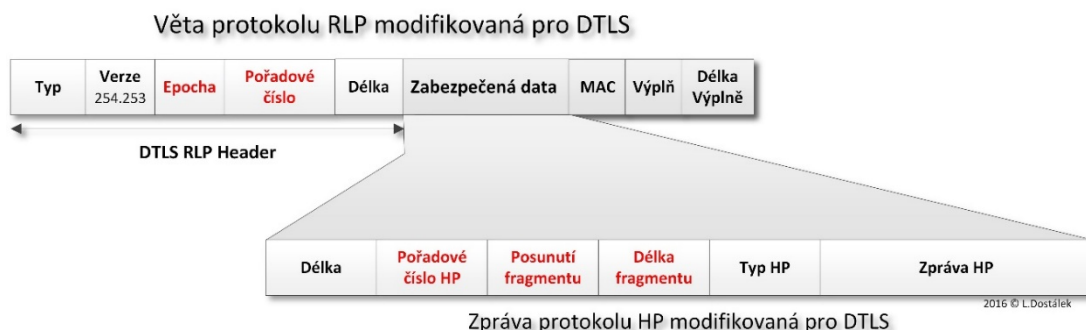 Věta protokolu RLP modifikovaná pro DTLS
Typ
Verze
254.253
Epocha
Pořadové
číslo
Délka
Zabezpečená data
MAC
Výplň
Délka
Výplně
DTLS RLP Header
Délka
Pořadové
číslo HP
Posunutí
fragmentu
Délka
fragmentu
Typ HP
Zpráva HP
2016 © L.Dostálek
Zpráva protokolu HP modifikovaná pro DTLS